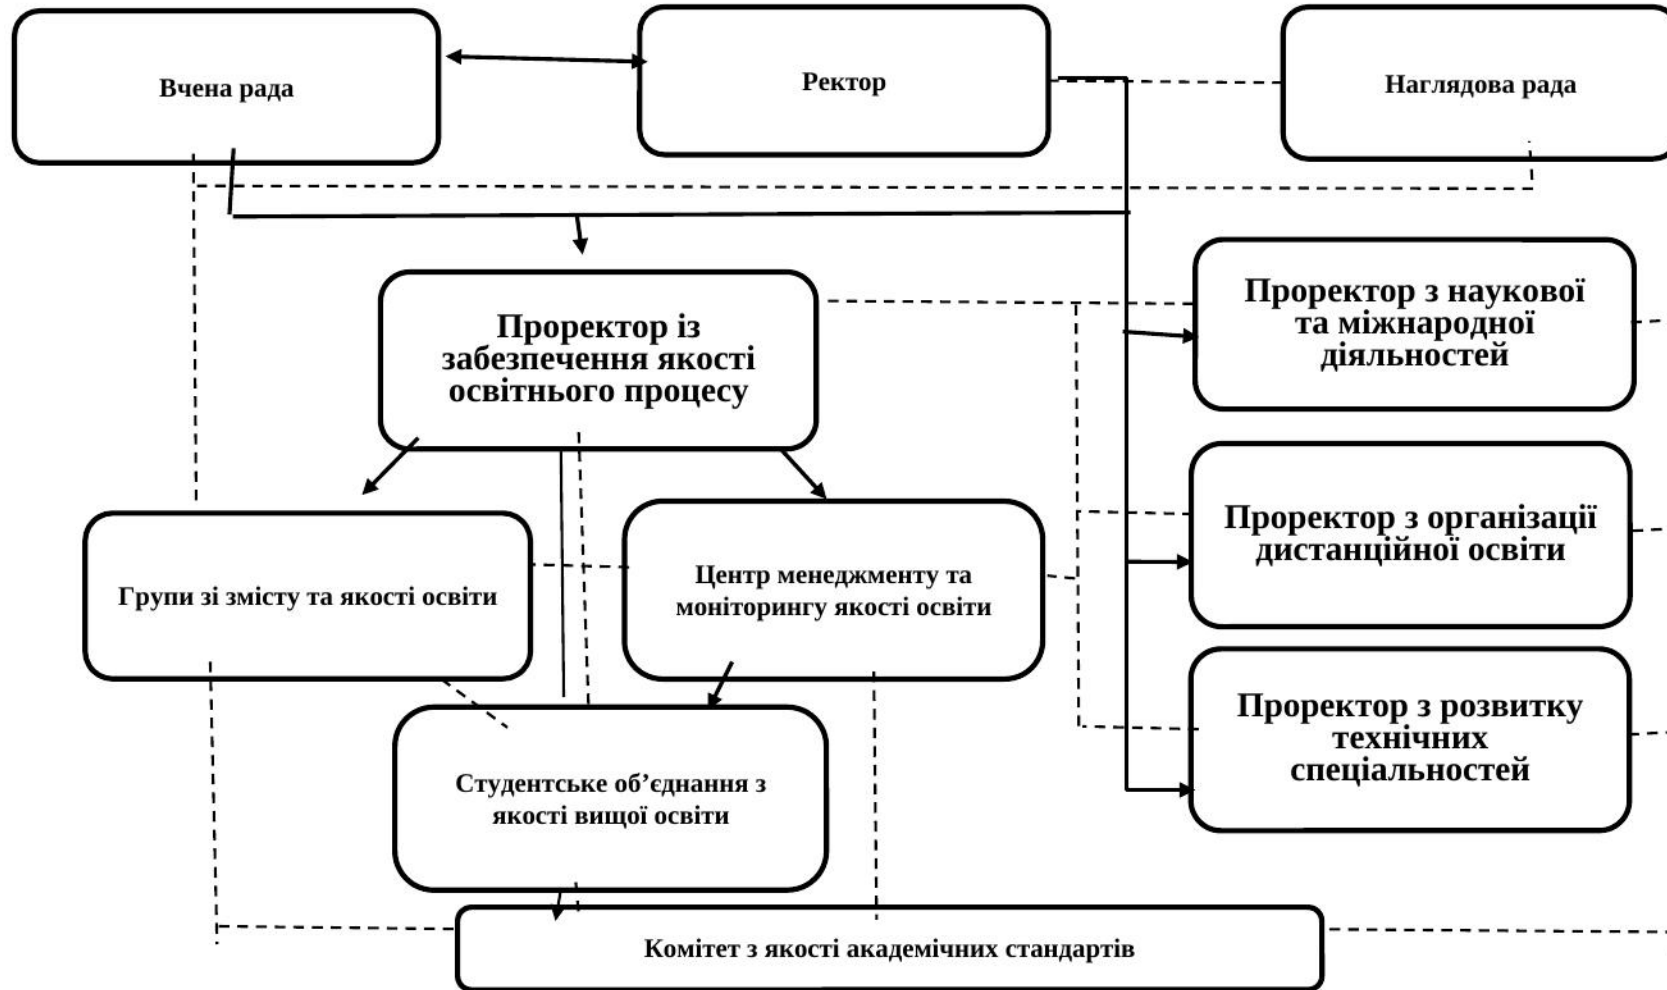 Вчена рада
Ректор
Наглядова рада
Проректор із
забезпечення якості
освітнього процесу
Проректор з наукової
та міжнародної
діяльностей
Проректор з організації
дистанційної освіти
Групи зі змісту та якості освіти
Центр менеджменту та
моніторингу якості освіти
Проректор з розвитку
технічних
спеціальностей
Студентське об’єднання з
якості вищої освіти
Комітет з якості академічних стандартів